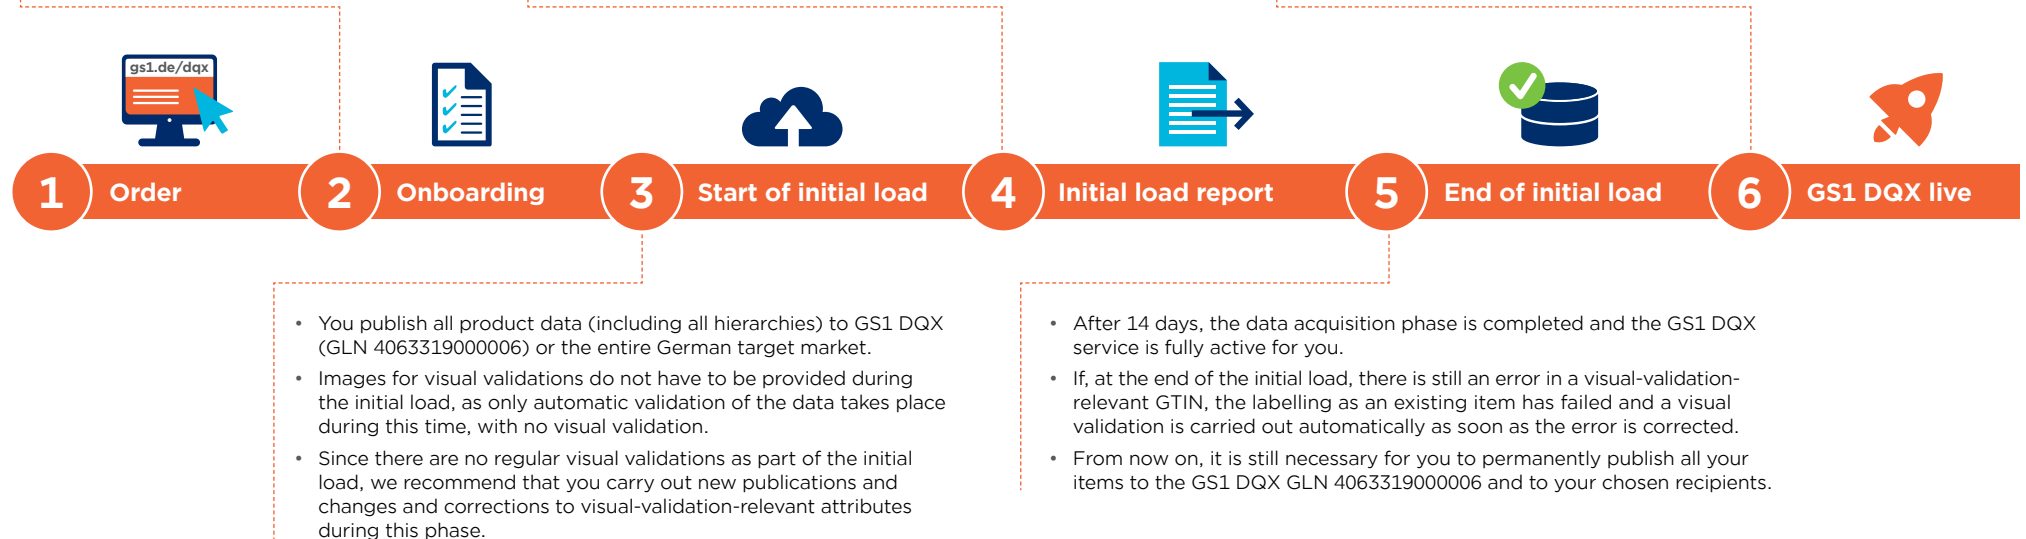 gs1.de/dqx
1 Order
2 Onboarding
3 Start of initial load
4 Initial load report
5 End of initial load
6 GS1 DQX live
• You publish all product data (including all hierarchies) to GS1 DQX
(GLN 4063319000006) or the entire German target market.
• Images for visual validations do not have to be provided during
the initial load, as only automatic validation of the data takes place
during this time, with no visual validation.
• Since there are no regular visual validations as part of the initial
load, we recommend that you carry out new publications and
changes and corrections to visual-validation-relevant attributes
during this phase.
• After 14 days, the data acquisition phase is completed and the GS1 DQX
service is fully active for you.
• If, at the end of the initial load, there is still an error in a visual-validation-
relevant GTIN, the labelling as an existing item has failed and a visual
validation is carried out automatically as soon as the error is corrected.
• From now on, it is still necessary for you to permanently publish all your
items to the GS1 DQX GLN 4063319000006 and to your chosen recipients.